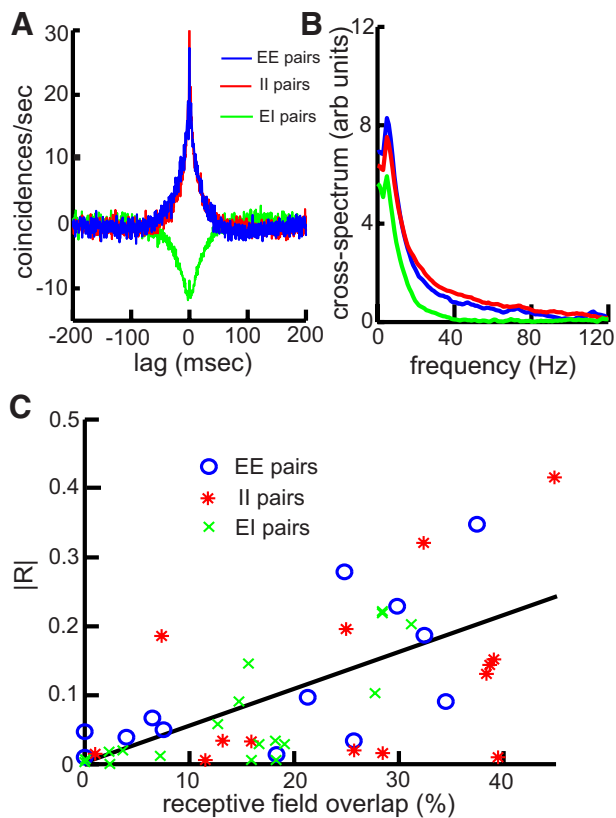 A
30
20
10
0
-10
coincidences/sec
EE pairs
II pairs
EI pairs
-200
-100
0
100
200
lag (msec)
B
12
8
4
0
cross-spectrum (arb units)
0
40
80
120
frequency (Hz)
C
0.5
0.4
0.3
0.2
0.1
0
|R|
EE pairs
II pairs
EI pairs
0
10
20
30
40
receptive field overlap (%)